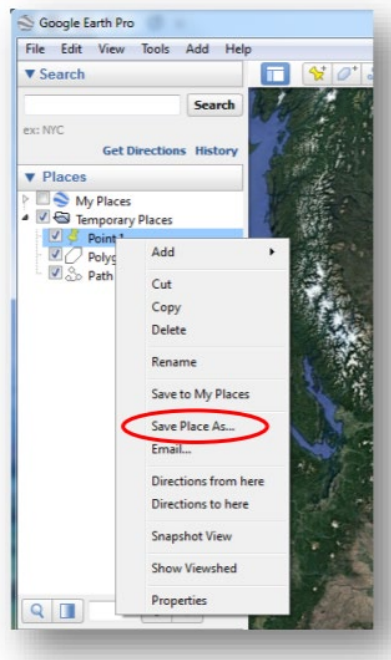 Google Earth Pro
File Edit View Tools Add Help
Search
Search
ex: NYC
Get Directions History
Places
My Places
Temporary Places
Point
Polyg
Path
Add
Cut
Copy
Delete
Rename
Save to My Places
Save Place As...
Email...
Directions from here
Directions to here
Snapshot View
Show Viewshed
Properties